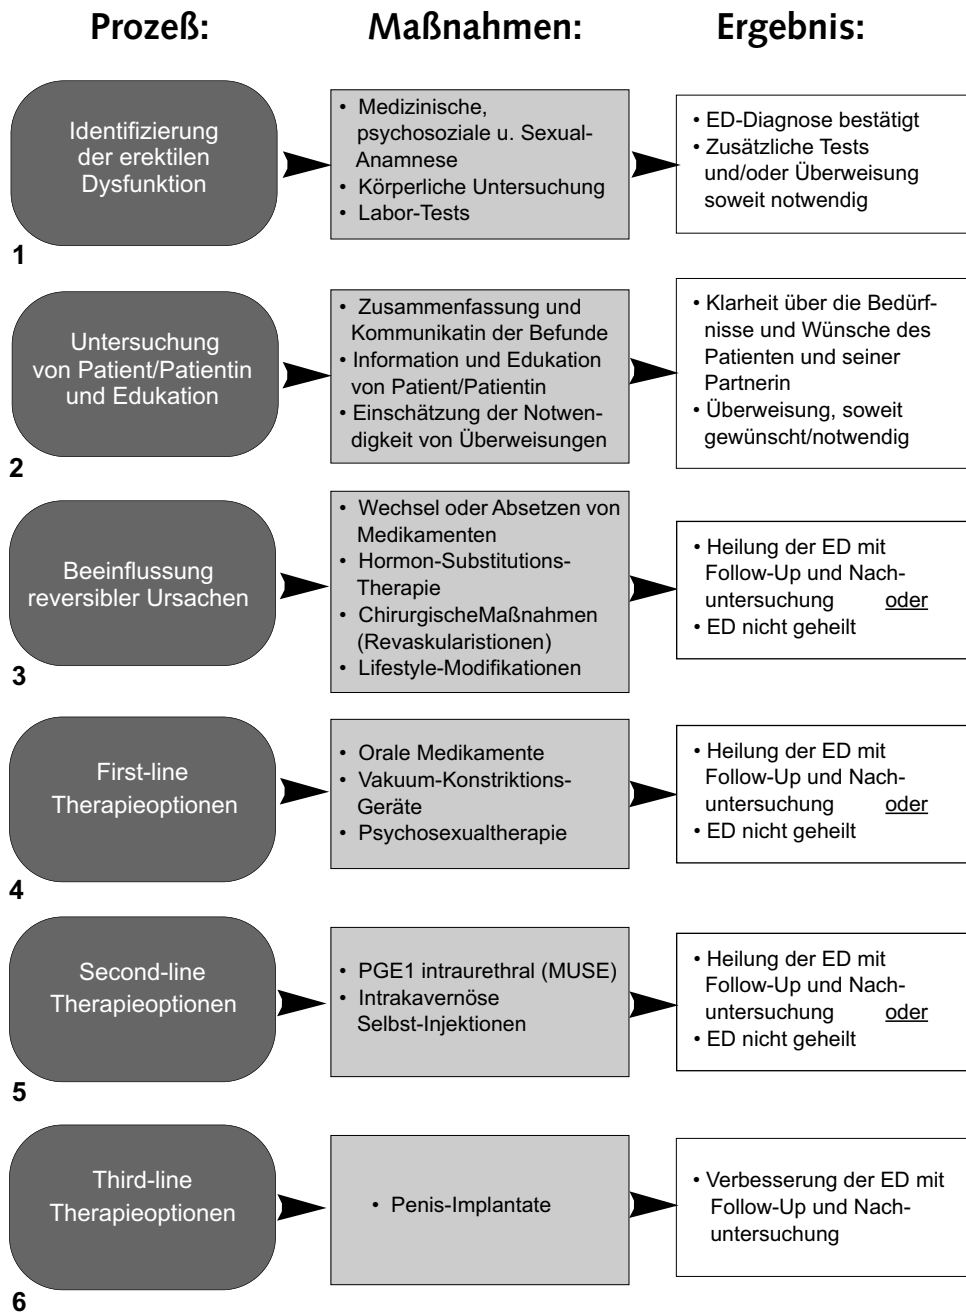 Prozeß:
Maßnahmen:
Ergebnis:
Identifizierung
der erektilen
Dysfunktion
1
• Medizinische,
psychosoziale u. Sexual-
Anamnese
• Körperliche Untersuchung
• Labor-Tests
• ED-Diagnose bestätigt
• Zusätzliche Tests
und/oder Überweisung
soweit notwendig
Untersuchung
von Patient/Patientin
und Edukation
2
• Zusammenfassung und
Kommunikatin der Befunde
• Information und Edukation
von Patient/Patientin
• Einschätzung der Notwen-
digkeit von Überweisungen
• Klarheit über die Bedürf-
nisse und Wünsche des
Patienten und seiner
Partnerin
• Überweisung, soweit
gewünscht/notwendig
Beeinflussung
reversibler Ursachen
3
• Wechsel oder Absetzen von
Medikamenten
• Hormon-Substitutions-
Therapie
• ChirurgischeMaßnahmen
(Revaskularistionen)
• Lifestyle-Modifikationen
• Heilung der ED mit
Follow-Up und Nach-
untersuchung oder
• ED nicht geheilt
First-line
Therapieoptionen
4
• Orale Medikamente
• Vakuum-Konstriktions-
Geräte
• Psychosexualtherapie
• Heilung der ED mit
Follow-Up und Nach-
untersuchung oder
• ED nicht geheilt
Second-line
Therapieoptionen
5
• PGE1 intraurethral (MUSE)
• Intrakavernöse
Selbst-Injektionen
• Heilung der ED mit
Follow-Up und Nach-
untersuchung oder
• ED nicht geheilt
Third-line
Therapieoptionen
6
• Penis-Implantate
• Verbesserung der ED mit
Follow-Up und Nach-
untersuchung